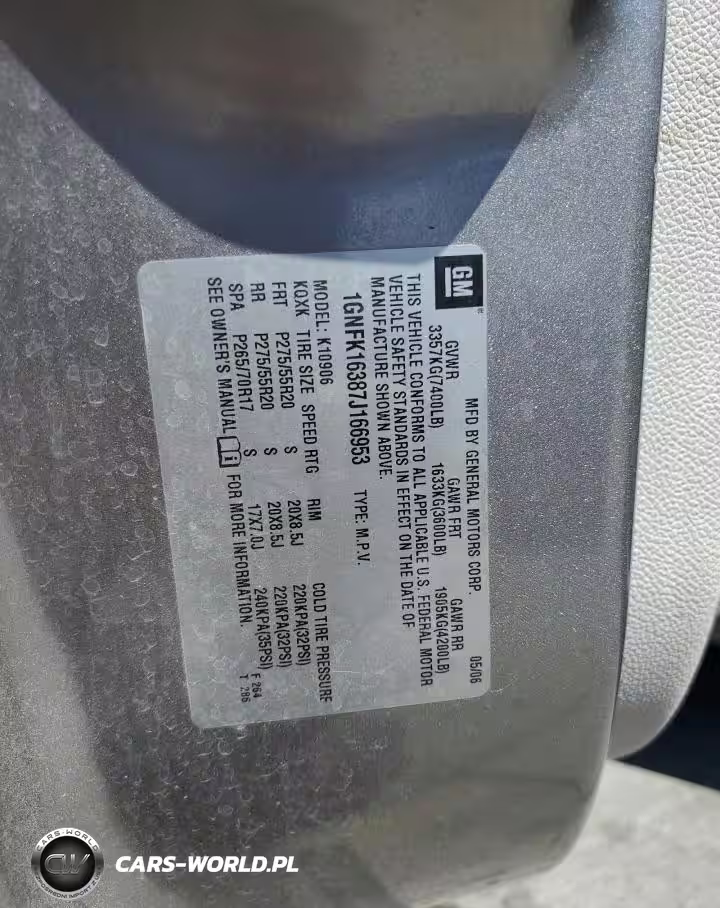 GM
MFD BY GENERAL MOTORS CORP. 05/06
GVWR GAWR FRT GAWR RR
3357KG(7400LB) 1633KG(3600LB) 1905KG(4200LB)
THIS VEHICLE CONFORMS TO ALL APPLICABLE U.S. FEDERAL MOTOR
VEHICLE SAFETY STANDARDS IN EFFECT ON THE DATE OF
MANUFACTURE SHOWN ABOVE.
1GNFK16387J166953 TYPE: M.P.V.
MODEL: K10906
KQXK TIRE SIZE SPEED RTG RIM COLD TIRE PRESSURE
FRT P275/55R20 S 20X8.5J 220KPA(32PSI)
RR P275/55R20 S 20X8.5J 220KPA(32PSI)
SPA P265/70R17 S 17X7.0J 240KPA(35PSI)
SEE OWNER'S MANUAL FOR MORE INFORMATION.
F 264
T 286
CARS-WORLD
CARS-WORLD.PL